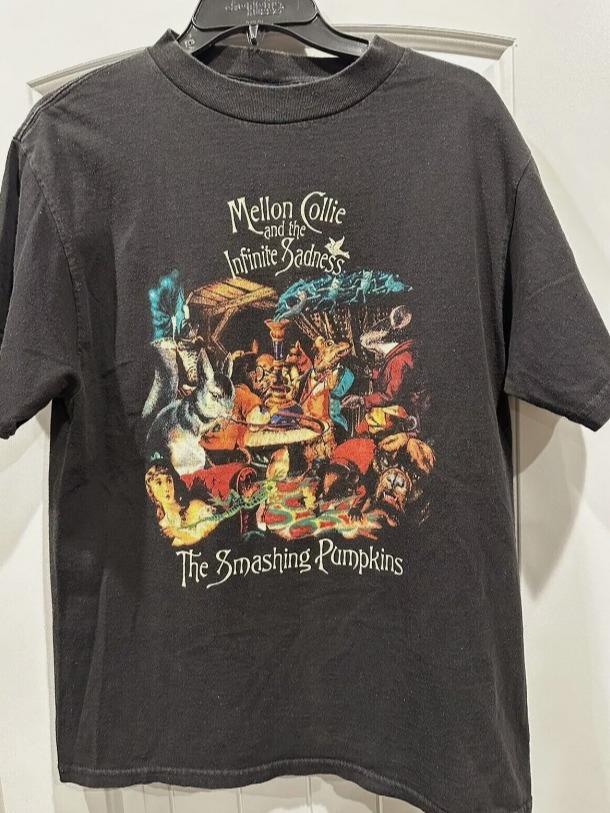 Mellon Collie
and the
Infinite Sadness
The Smashing Pumpkins